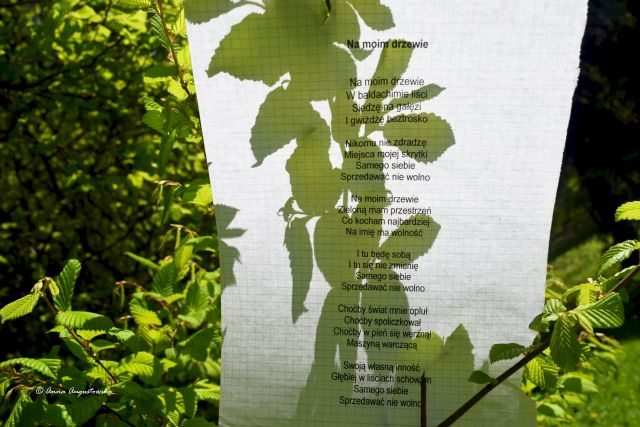 Na moim drzewie
Na moim drzewie
W baldachimie liści
Siedzę na gałęzi
I gwiżdżę beztrosko
Nikomu nie zdradzę
Miejsca mojej skrytki
Samego siebie
Sprzedawać nie wolno
Na moim drzewie
Zieloną mam przestrzeń
Co kocham najbardziej
Na imię ma wolność
I tu będę sobą
I tu się nie zmienię
Samego siebie
Sprzedawać nie wolno
Choćby świat mnie opluł
Choćby spoliczkował
Choćby w pień się werżnął
Maszyną warczącą
Swoją własną inność
Głębiej w liściach schowam
Samego siebie
Sprzedawać nie wolno
© Anna Augustowska